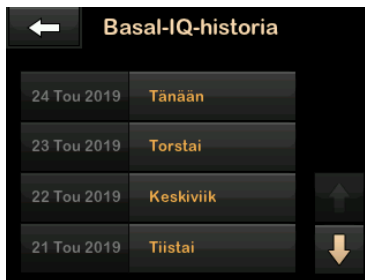 Basal-IQ-historia
24 Tou 2019 Tänään
23 Tou 2019 Torstai
22 Tou 2019 Keskiviik
21 Tou 2019 Tiistai